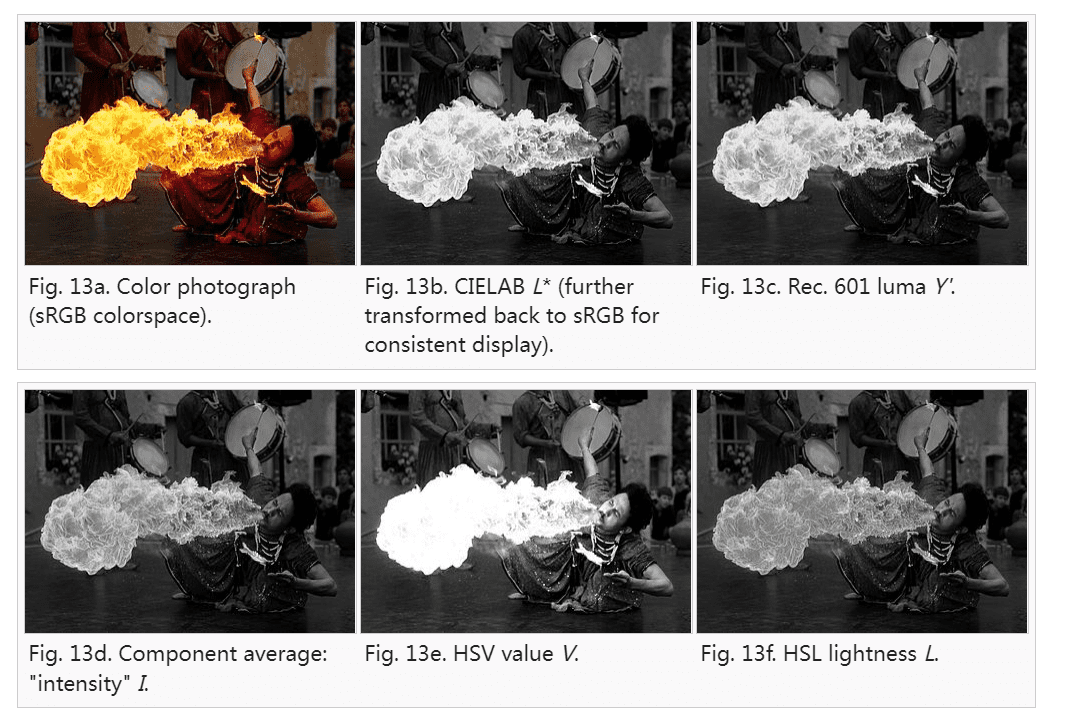 Fig. 13a. Color photograph
(sRGB colorspace).
Fig. 13b. CIELAB L* (further
transformed back to sRGB for
consistent display).
Fig. 13c. Rec. 601 luma Y′.
Fig. 13d. Component average:
"intensity" I.
Fig. 13e. HSV value V.
Fig. 13f. HSL lightness L.